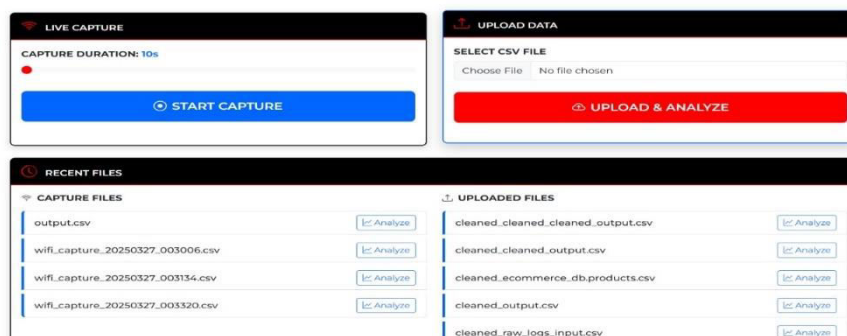 LIVE CAPTURE
CAPTURE DURATION: 10s
START CAPTURE
UPLOAD DATA
SELECT CSV FILE
Choose File No file chosen
UPLOAD & ANALYZE
RECENT FILES
CAPTURE FILES
output.csv Analyze
wifi_capture_20250327_003006.csv Analyze
wifi_capture_20250327_003134.csv Analyze
wifi_capture_20250327_003320.csv Analyze
UPLOADED FILES
cleaned_cleaned_cleaned_output.csv Analyze
cleaned_cleaned_output.csv Analyze
cleaned_ecommerce_db.products.csv Analyze
cleaned_output.csv Analyze
cleaned_raw_logs_input.csv Analyze